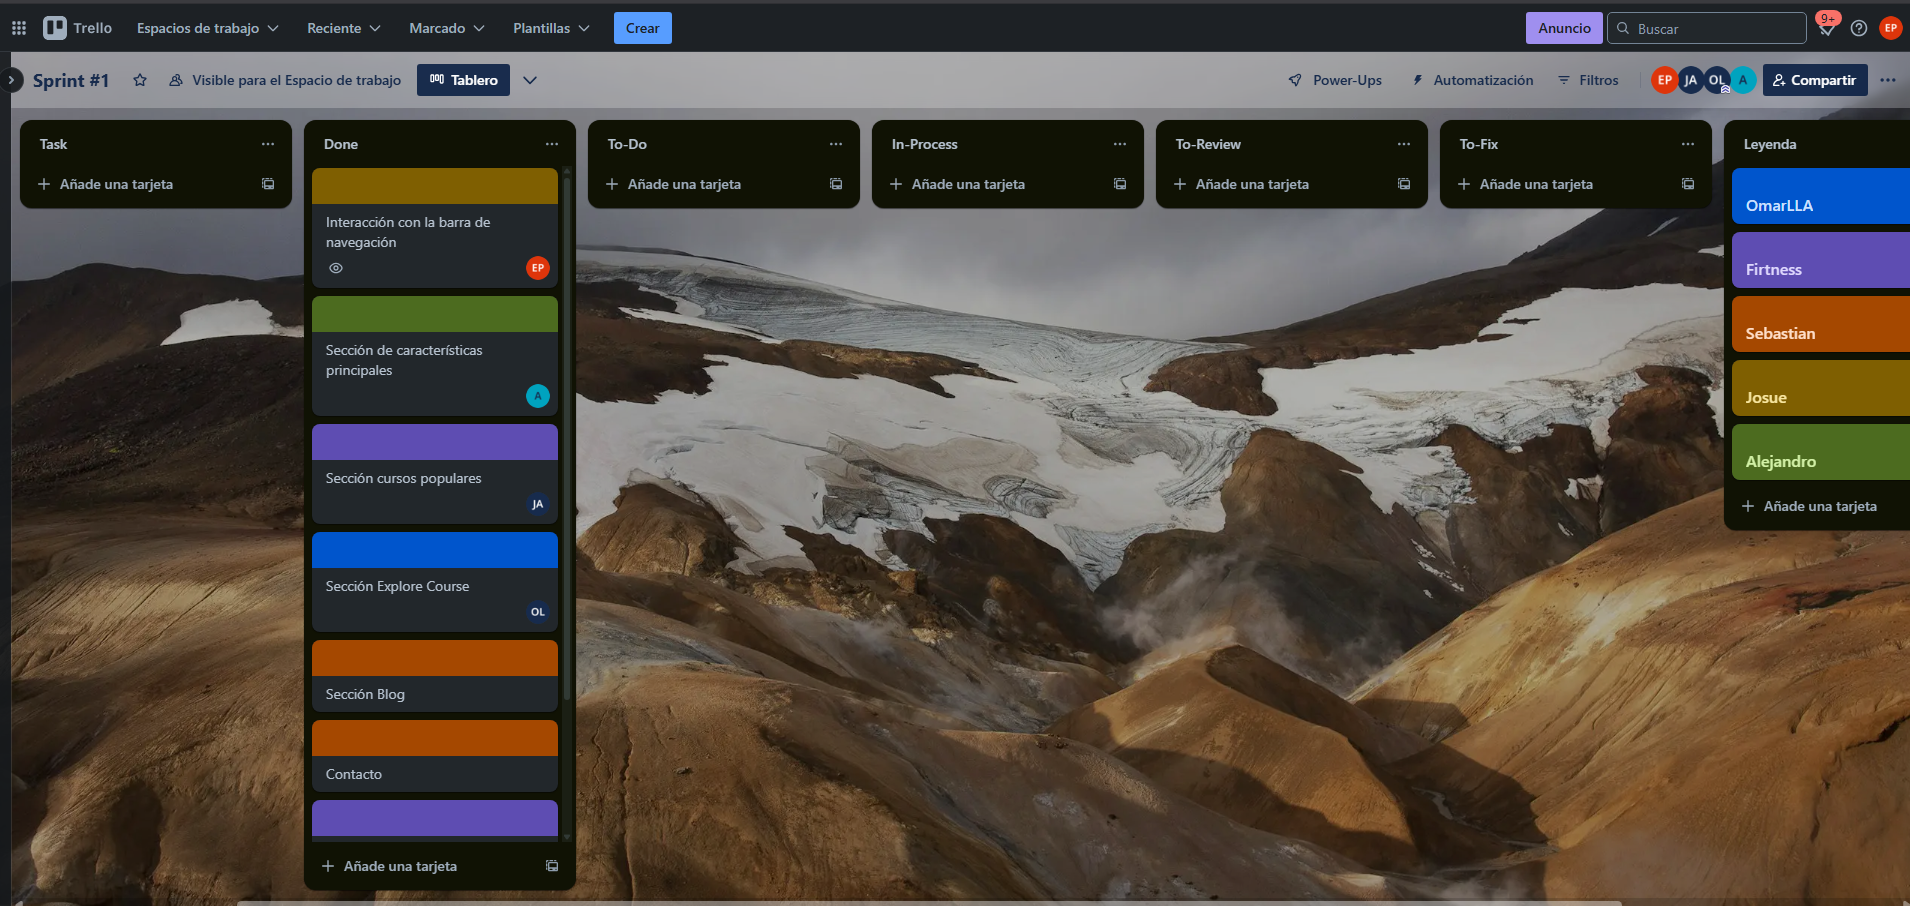 Trello
Espacios de trabajo
Reciente
Marcado
Plantillas
Crear
Anuncio
Buscar
9+
EP
Sprint #1
Visible para el Espacio de trabajo
Tablero
Power-Ups
Automatización
Filtros
EP
JA
OL
A
Compartir
Task
Añade una tarjeta
Done
Interacción con la barra de
navegación
EP
Sección de características
principales
A
Sección cursos populares
JA
Sección Explore Course
OL
Sección Blog
Contacto
Añade una tarjeta
To-Do
Añade una tarjeta
In-Process
Añade una tarjeta
To-Review
Añade una tarjeta
To-Fix
Añade una tarjeta
Leyenda
OmarLLA
Firtness
Sebastian
Josue
Alejandro
Añade una tarjeta